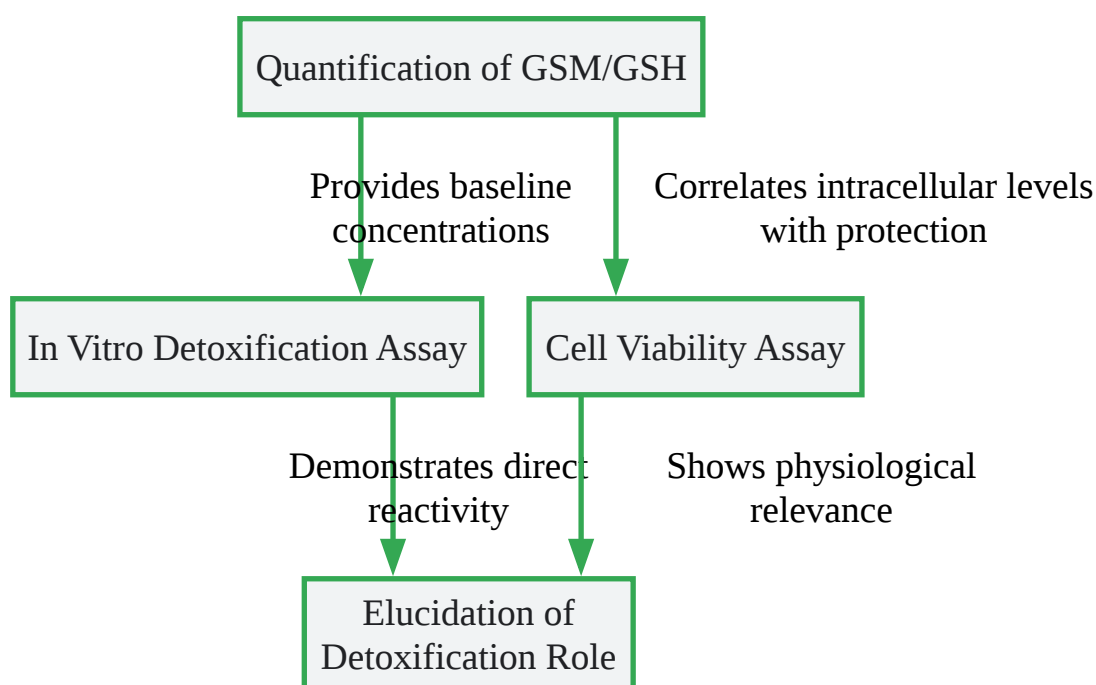 Quantification of GSM/GSH
Provides baseline
concentrations
Correlates intracellular levels
with protection
In Vitro Detoxification Assay
Cell Viability Assay
Demonstrates direct
reactivity
Shows physiological
relevance
Elucidation of
Detoxification Role